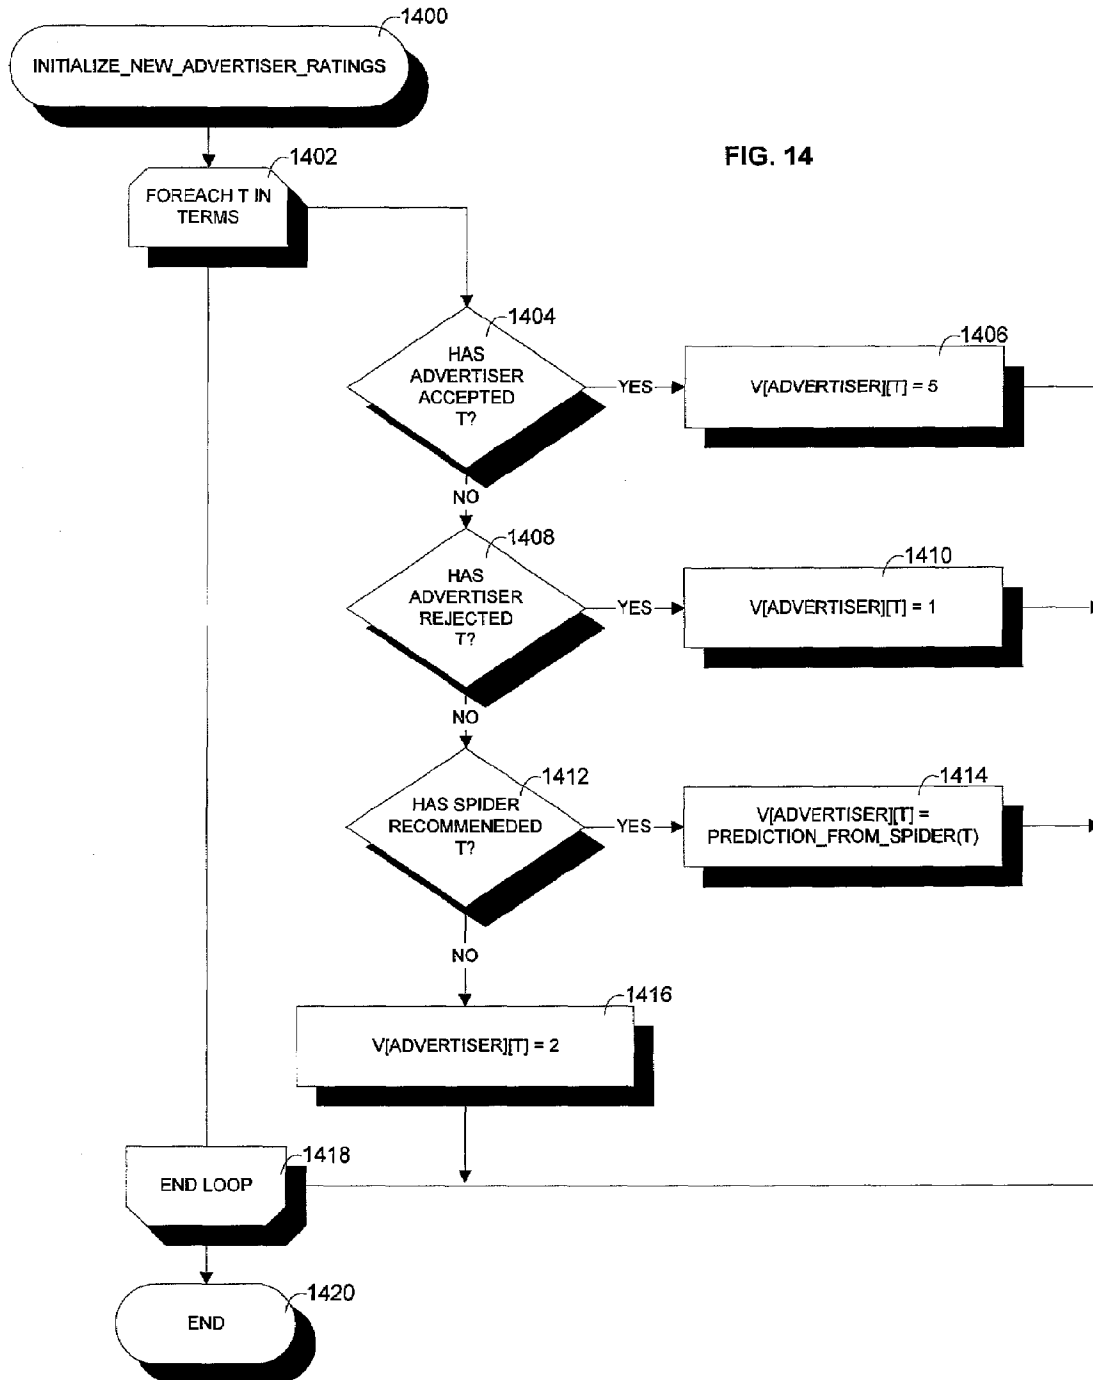 1400
INITIALIZE_NEW_ADVERTISER_RATINGS
1402
FOREACH T IN
TERMS
FIG. 14
1404
HAS
ADVERTISER
ACCEPTED
T?
YES
1406
V[ADVERTISER][T] = 5
NO
1408
HAS
ADVERTISER
REJECTED
T?
YES
1410
V[ADVERTISER][T] = 1
NO
1412
HAS SPIDER
RECOMMENEDED
T?
YES
1414
V[ADVERTISER][T] =
PREDICTION_FROM_SPIDER(T)
NO
1416
V[ADVERTISER][T] = 2
1418
END LOOP
1420
END